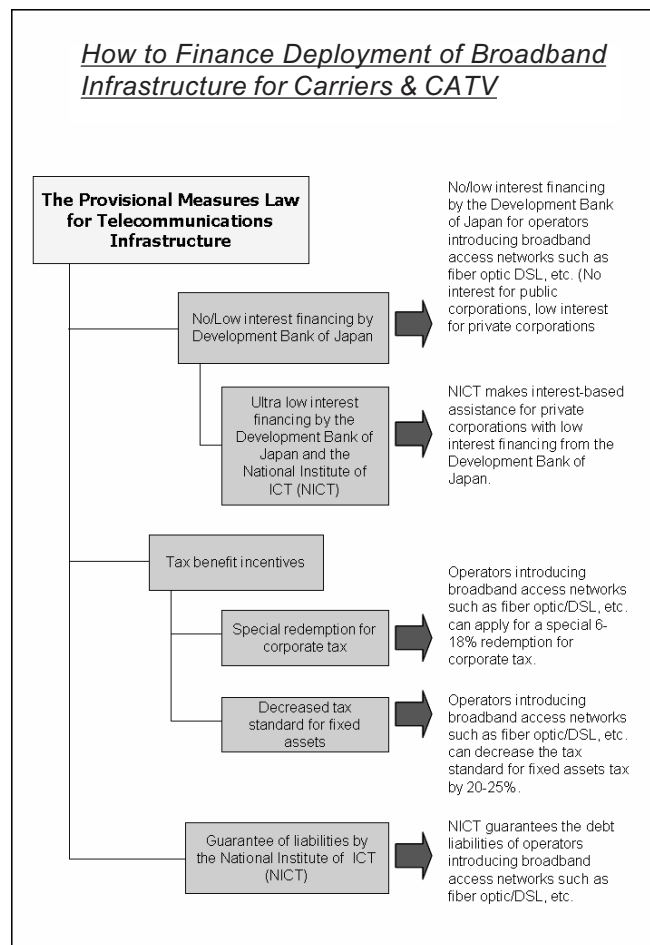 How to Finance Deployment of Broadband
Infrastructure for Carriers & CATV
The Provisional Measures Law
for Telecommunications
Infrastructure
No/low interest financing
by the Development Bank
of Japan for operators
introducing broadband
access networks such as
fiber optic DSL, etc. (No
interest for public
corporations, low interest
for private corporations
No/Low interest financing by
Development Bank of Japan
Ultra low interest
financing by the
Development Bank of
Japan and the
National Institute of
ICT (NICT)
NICT makes interest-based
assistance for private
corporations with low
interest financing from the
Development Bank of
Japan.
Tax benefit incentives
Operators introducing
broadband access networks
such as fiber optic/DSL, etc.
can apply for a special 6-
18% redemption for
corporate tax.
Special redemption for
corporate tax
Decreased tax
standard for fixed
assets
Operators introducing
broadband access networks
such as fiber optic/DSL, etc.
can decrease the tax
standard for fixed assets tax
by 20-25%.
Guarantee of liabilities by
the National Institute of ICT
(NICT)
NICT guarantees the debt
liabilities of operators
introducing broadband
access networks such as
fiber optic/DSL, etc.